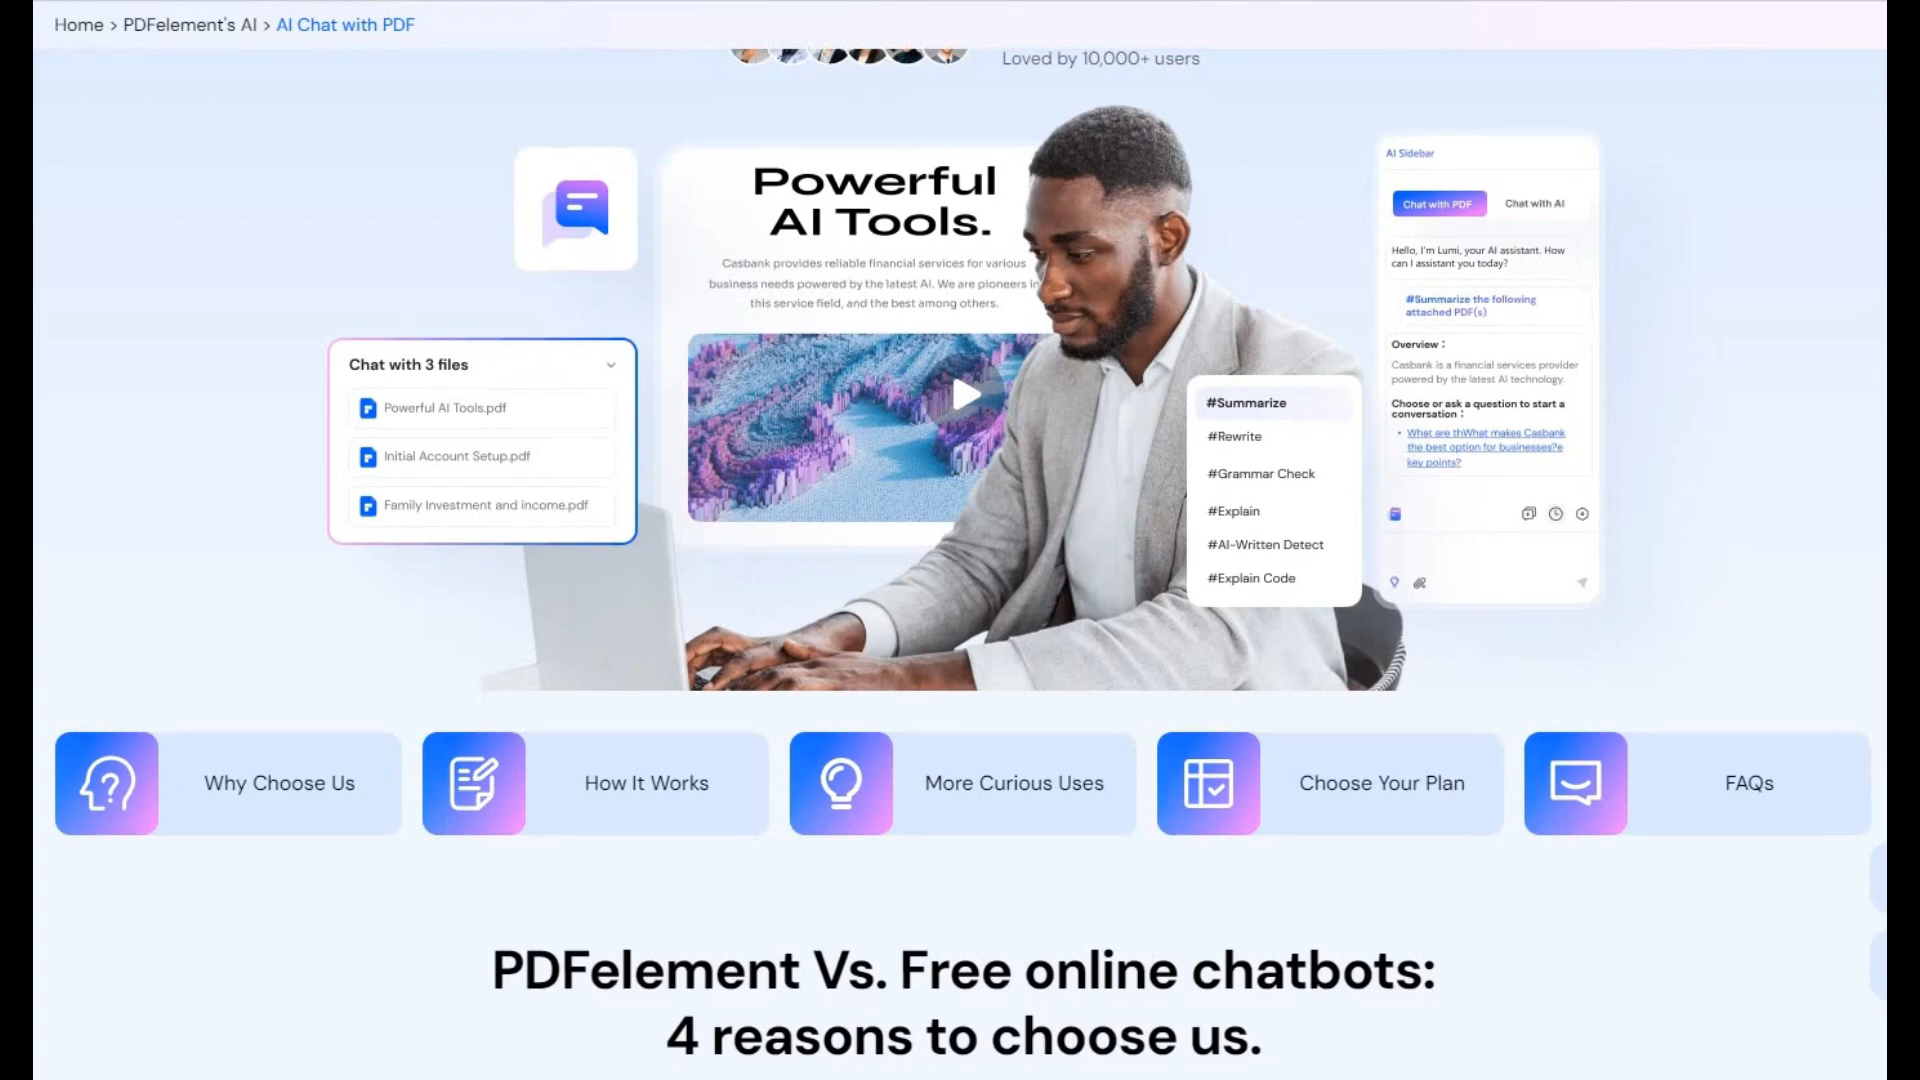 Home > PDFelement's AI > AI Chat with PDF
Loved by 10,000+ users
Powerful
AI Tools.
Casbank provides reliable financial services for various
business needs powered by the latest AI. We are pioneers in
this service field, and the best among others.
Chat with 3 files
Powerful AI Tools.pdf
Initial Account Setup.pdf
Family Investment and income.pdf
#Summarize
#Rewrite
#Grammar Check
#Explain
#AI-Written Detect
#Explain Code
AI Sidebar
Chat with PDF
Chat with AI
Hello, I'm Lumi, your AI assistant. How
can I assistant you today?
#Summarize the following
attached PDF(s)
Overview :
Casbank is a financial services provider
powered by the latest AI technology.
Choose or ask a question to start a
conversation :
• What are thWhat makes Casbank
the best option for businesses?e
key points?
Why Choose Us
How It Works
More Curious Uses
Choose Your Plan
FAQs
PDFelement Vs. Free online chatbots:
4 reasons to choose us.